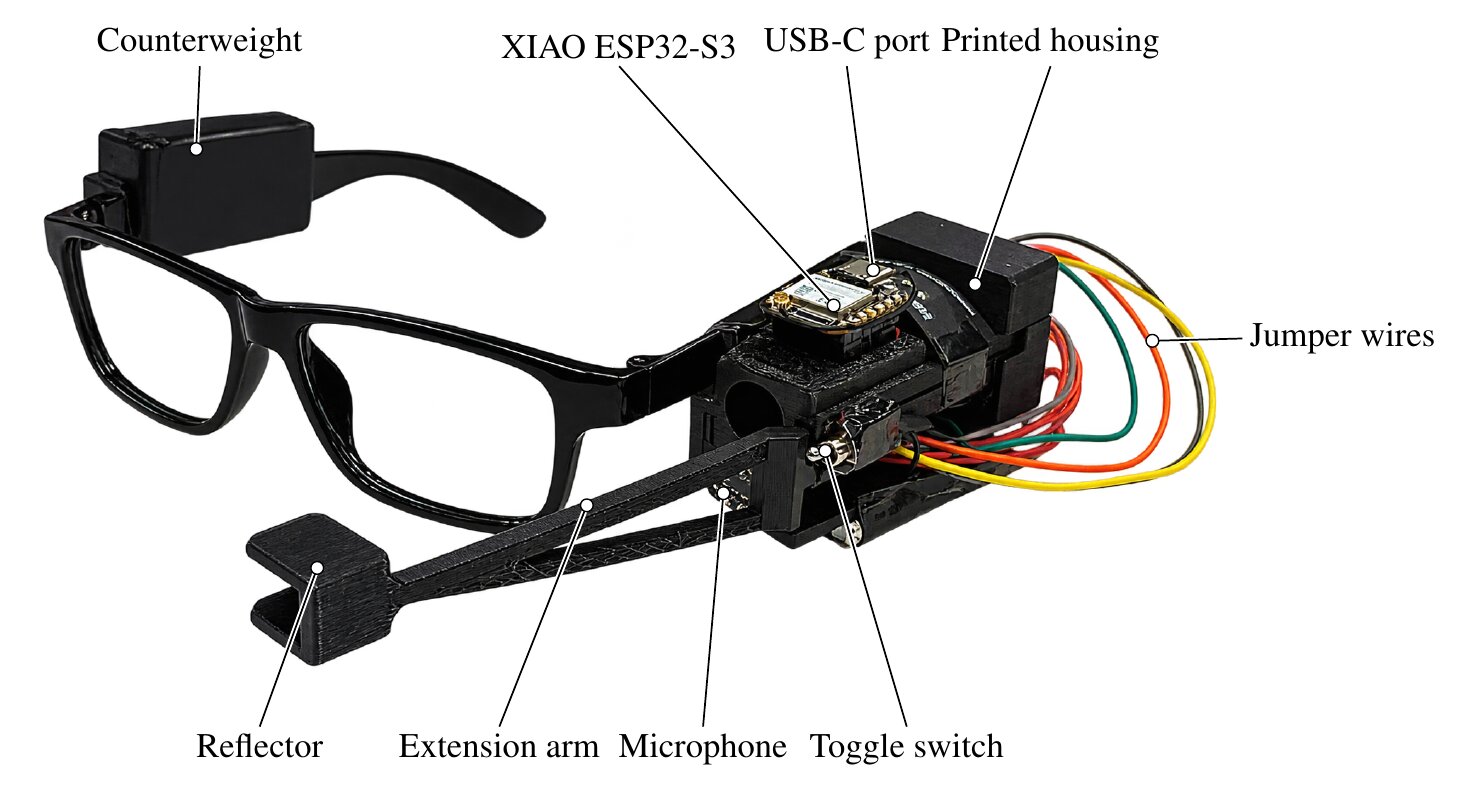 Counterweight
XIAO ESP32-S3
USB-C port
Printed housing
Jumper wires
Reflector
Extension arm
Microphone
Toggle switch